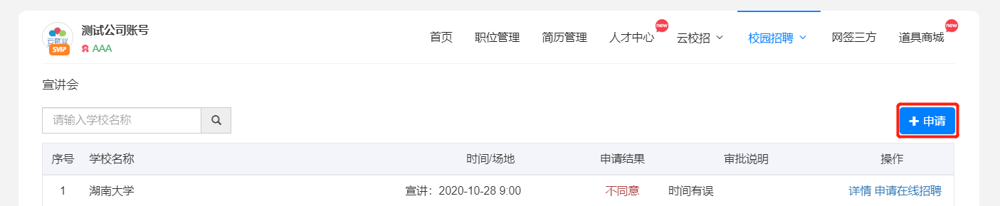 测试公司账号
AAA
云就业
SVIP
首页 职位管理 简历管理 人才中心 new 云校招 校园招聘 网签三方 道具商城 new
宣讲会
请输入学校名称
申请
序号 学校名称 时间/场地 申请结果 审批说明 操作
1 湖南大学 宣讲：2020-10-28 9:00 不同意 时间有误 详情 申请在线招聘